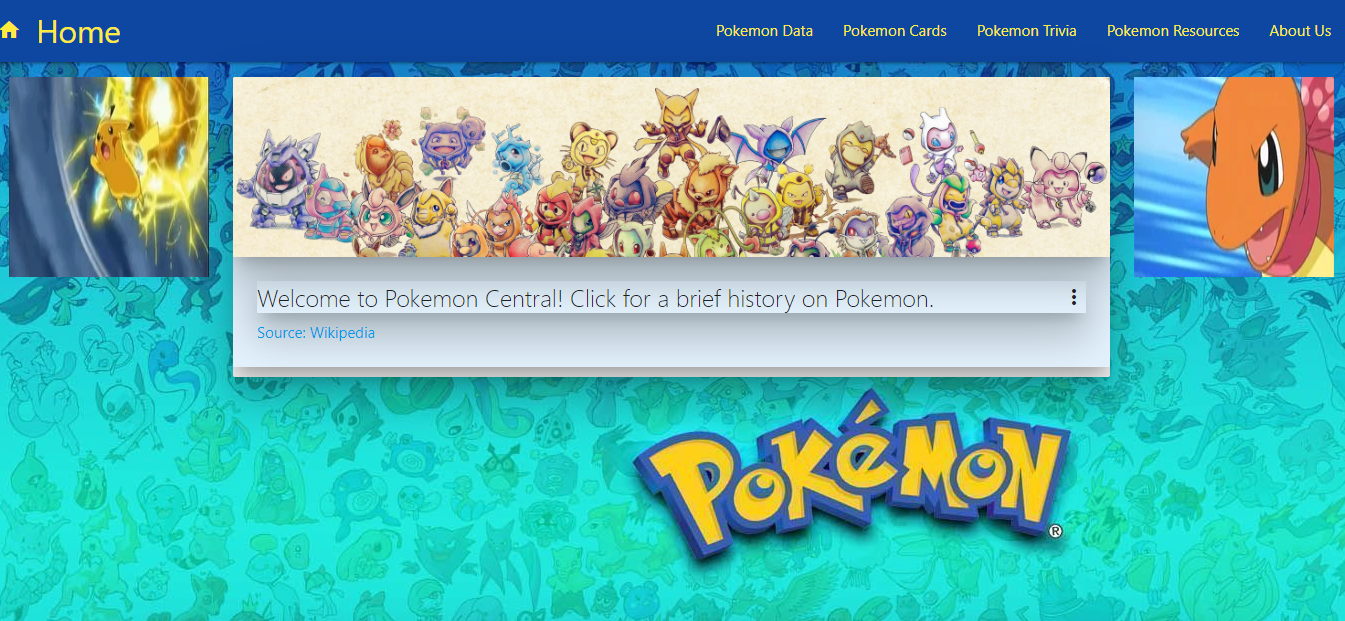 Home
Pokemon Data
Pokemon Cards
Pokemon Trivia
Pokemon Resources
About Us
Welcome to Pokemon Central! Click for a brief history on Pokemon.
Source: Wikipedia
POKéMON
®